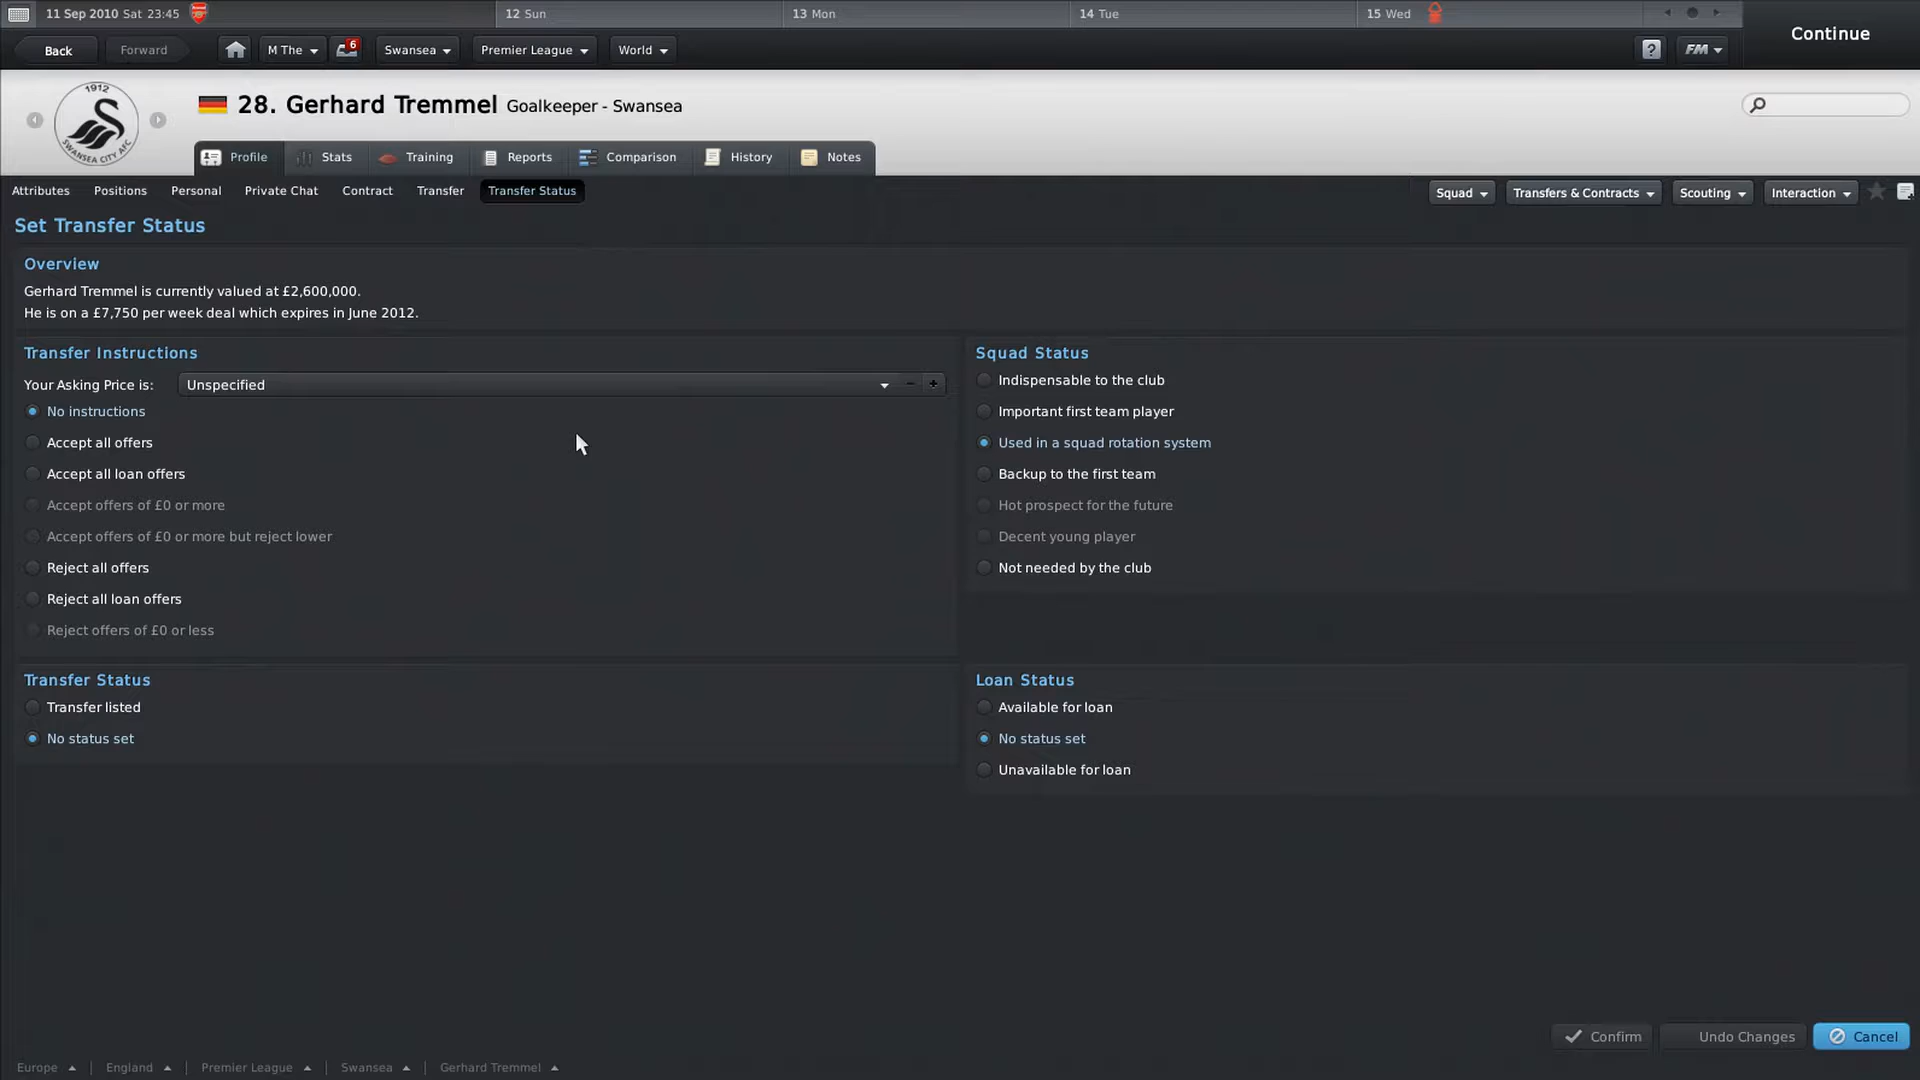 11 Sep 2010 Sat 23:45
12 Sun
13 Mon
14 Tue
15 Wed
Continue
Back
Forward
M The
6
Swansea
Premier League
World
?
FM
1912
SWANSEA CITY AFC
28. Gerhard Tremmel Goalkeeper - Swansea
Profile
Stats
Training
Reports
Comparison
History
Notes
Attributes
Positions
Personal
Private Chat
Contract
Transfer
Transfer Status
Squad
Transfers & Contracts
Scouting
Interaction
Set Transfer Status
Overview
Gerhard Tremmel is currently valued at £2,600,000.
He is on a £7,750 per week deal which expires in June 2012.
Transfer Instructions
Your Asking Price is:
Unspecified
No instructions
Accept all offers
Accept all loan offers
Accept offers of £0 or more
Accept offers of £0 or more but reject lower
Reject all offers
Reject all loan offers
Reject offers of £0 or less
Squad Status
Indispensable to the club
Important first team player
Used in a squad rotation system
Backup to the first team
Hot prospect for the future
Decent young player
Not needed by the club
Transfer Status
Transfer listed
No status set
Loan Status
Available for loan
No status set
Unavailable for loan
Confirm
Undo Changes
Cancel
Europe
England
Premier League
Swansea
Gerhard Tremmel